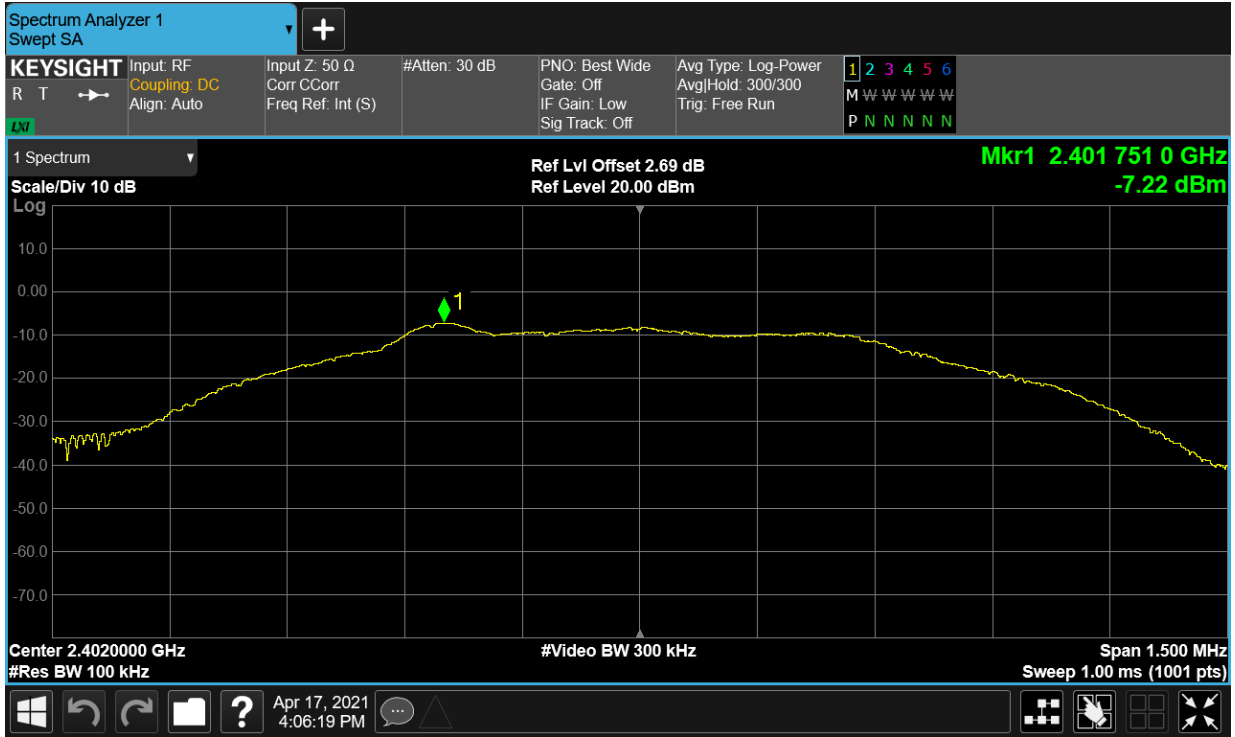 Spectrum Analyzer 1
Swept SA
KEYSIGHT
R T
LXI
Input: RF
Coupling: DC
Align: Auto
Input Z: 50 Ω
Corr CCorr
Freq Ref: Int (S)
#Atten: 30 dB
PNO: Best Wide
Gate: Off
IF Gain: Low
Sig Track: Off
Avg Type: Log-Power
Avg|Hold: 300/300
Trig: Free Run
1 2 3 4 5 6
M W W W W W
P N N N N N
1 Spectrum
Scale/Div 10 dB
Log
Ref Lvl Offset 2.69 dB
Ref Level 20.00 dBm
Mkr1 2.401 751 0 GHz
-7.22 dBm
10.0
0.00
-10.0
-20.0
-30.0
-40.0
-50.0
-60.0
-70.0
1
Center 2.4020000 GHz
#Res BW 100 kHz
#Video BW 300 kHz
Span 1.500 MHz
Sweep 1.00 ms (1001 pts)
?
Apr 17, 2021
4:06:19 PM